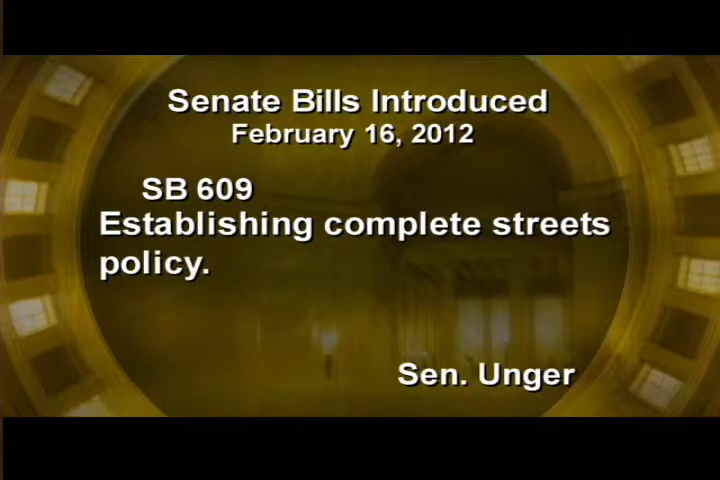 Senate Bills Introduced
February 16, 2012
SB 609
Establishing complete streets
policy.
Sen. Unger